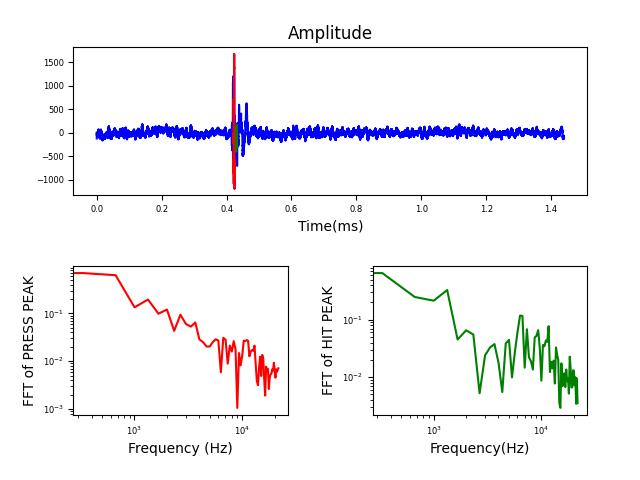 Amplitude
1500
1000
500
0
−500
−1000
0.0 0.2 0.4 0.6 0.8 1.0 1.2 1.4
Time(ms)
FFT of PRESS PEAK
10⁻¹
10⁻²
10⁻³
10³ 10⁴
Frequency (Hz)
FFT of HIT PEAK
10⁻¹
10⁻²
10³ 10⁴
Frequency(Hz)